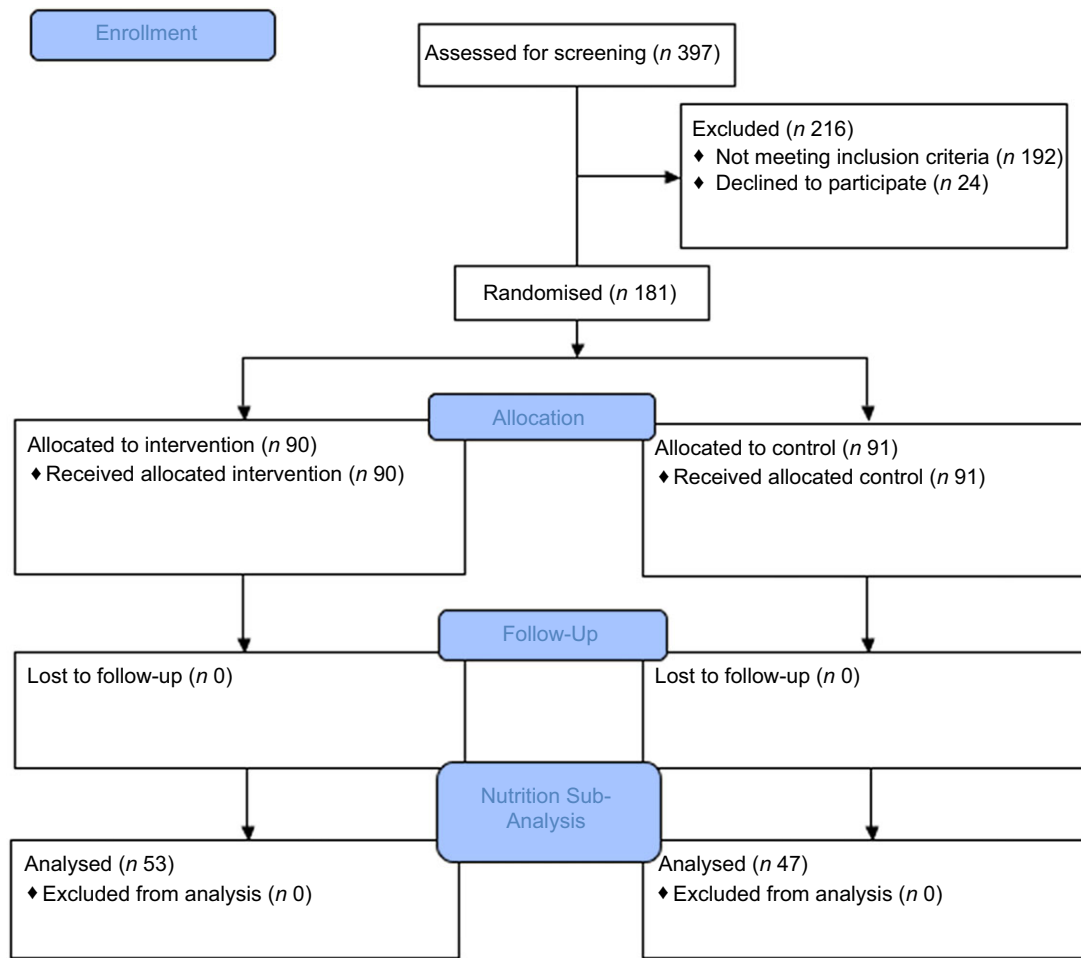 Enrollment
Assessed for screening (n 397)
Excluded (n 216)
♦ Not meeting inclusion criteria (n 192)
♦ Declined to participate (n 24)
Randomised (n 181)
Allocation
Allocated to intervention (n 90)
♦ Received allocated intervention (n 90)
Allocated to control (n 91)
♦ Received allocated control (n 91)
Follow-Up
Lost to follow-up (n 0)
Lost to follow-up (n 0)
Nutrition Sub-
Analysis
Analysed (n 53)
♦ Excluded from analysis (n 0)
Analysed (n 47)
♦ Excluded from analysis (n 0)